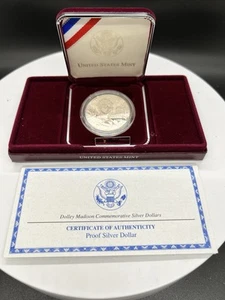 United States Mint
UNITED STATES MINT
Dolley Madison Commemorative Silver Dollars
CERTIFICATE OF AUTHENTICITY
Proof Silver Dollar